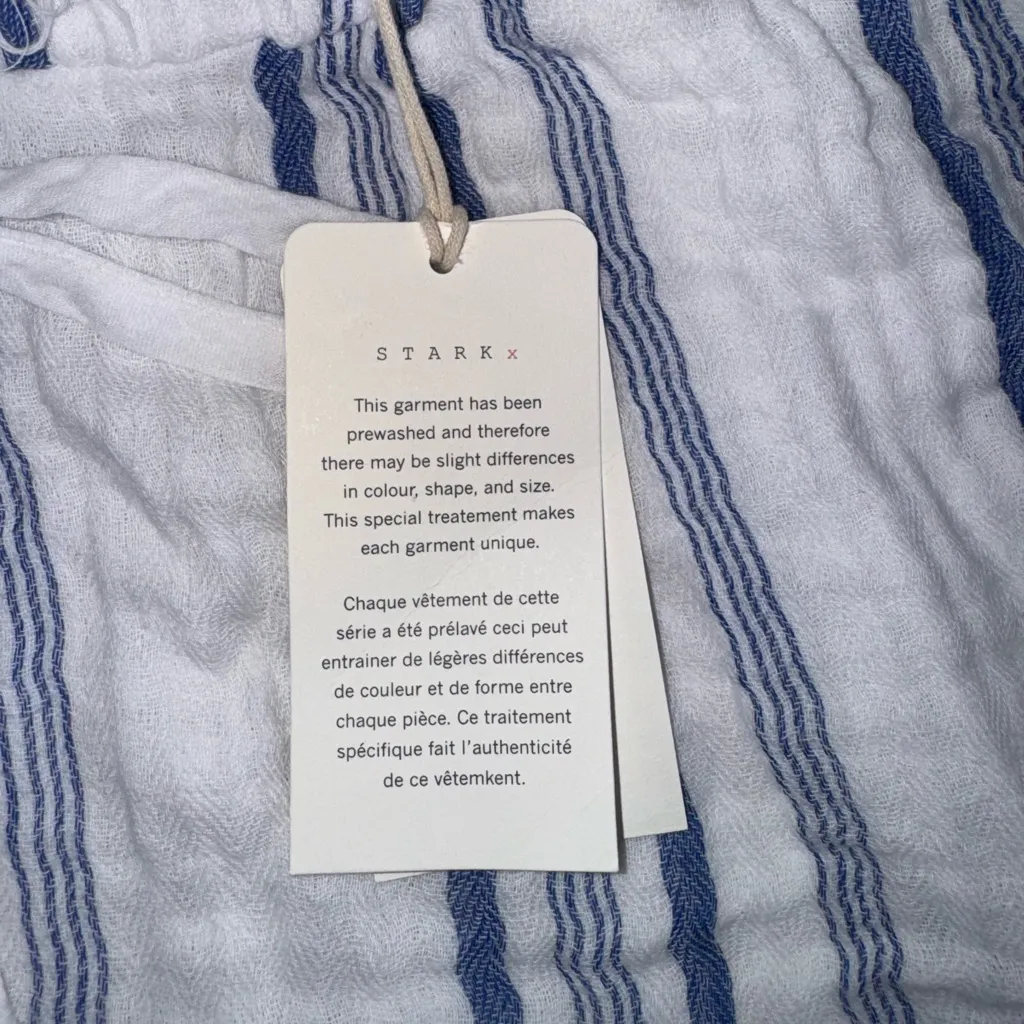 STARKx
This garment has been
prewashed and therefore
there may be slight differences
in colour, shape, and size.
This special treatement makes
each garment unique.
Chaque vêtement de cette
série a été prélavé ceci peut
entrainer de légères différences
de couleur et de forme entre
chaque pièce. Ce traitement
spécifique fait l'authenticité
de ce vêtemkent.